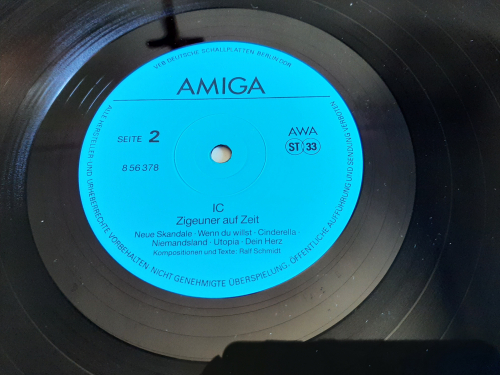 VEB DEUTSCHE SCHALLPLATTEN BERLIN DDR
AMIGA
SEITE 2
AWA
8 56 378
ST 33
IC
Zigeuner auf Zeit
Neue Skandale · Wenn du willst · Cinderella ·
Niemandsland · Utopia · Dein Herz
Kompositionen und Texte: Ralf Schmidt
ALLE HERSTELLER- UND URHEBERRECHTE VORBEHALTEN. NICHT GENEHMIGTE ÜBERSPIELUNG, ÖFFENTLICHE AUFFÜHRUNG UND SENDUNG VERBOTEN